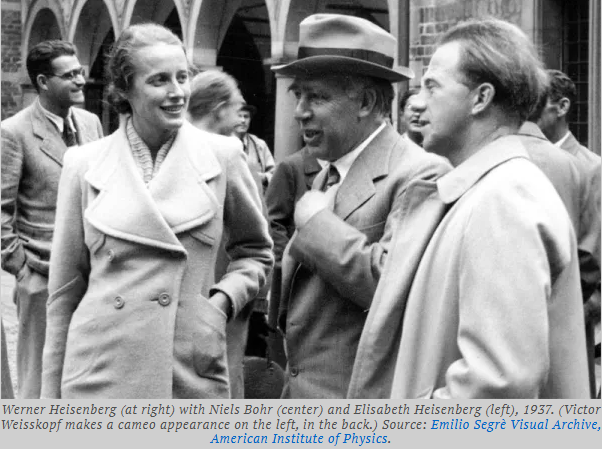 Werner Heisenberg (at right) with Niels Bohr (center) and Elisabeth Heisenberg (left), 1937. (Victor
Weisskopf makes a cameo appearance on the left, in the back.) Source: Emilio Segrè Visual Archive,
American Institute of Physics.